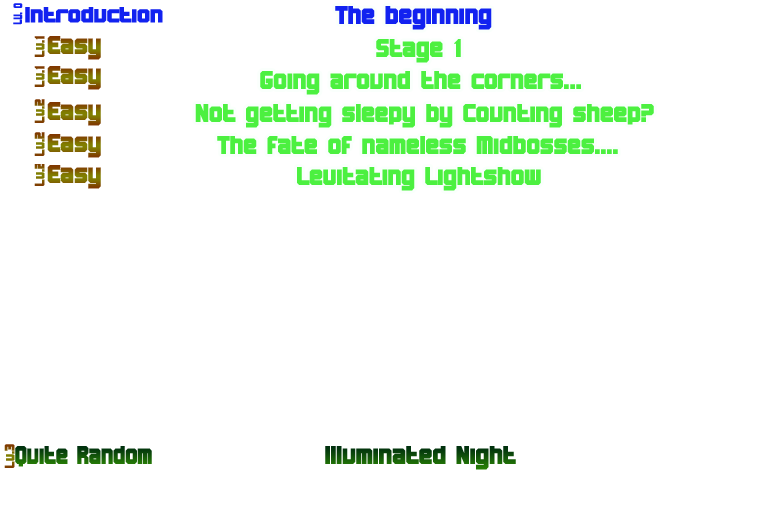 Lv.0 Introduction The beginning
Lv.1 Easy Stage 1
Lv.1 Easy Going around the corners...
Lv.2 Easy Not getting sleepy by Counting sheep?
Lv.2 Easy The fate of nameless Midbosses....
Lv.2 Easy Levitating Lightshow
Lv.3 Quite Random Illuminated Night